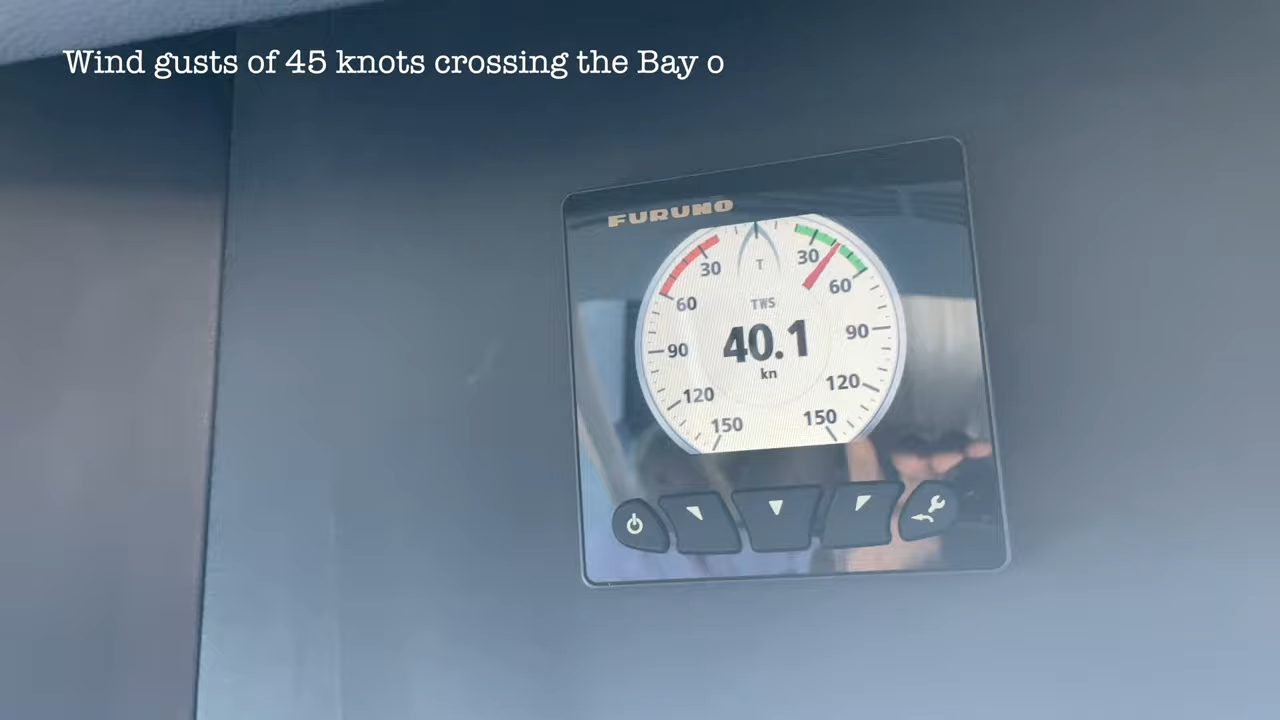 Wind gusts of 45 knots crossing the Bay o
FURUNO
T
30
30
60
60
TWS
90
40.1
90
kn
120
120
150
150